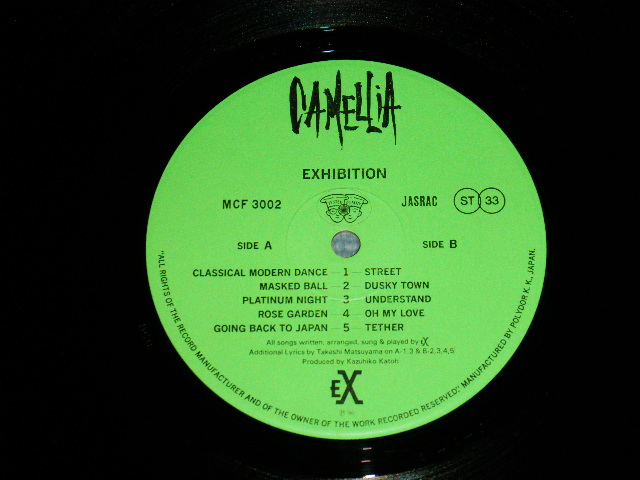 CAMELLIA
EXHIBITION
MCF 3002
JASRAC ST 33
SIDE A SIDE B
CLASSICAL MODERN DANCE 1 STREET
MASKED BALL 2 DUSKY TOWN
PLATINUM NIGHT 3 UNDERSTAND
ROSE GARDEN 4 OH MY LOVE
GOING BACK TO JAPAN 5 TETHER
All songs written, arranged, sung & played by eX
Additional Lyrics by Takashi Matsuyama on A-1,3 & B-2,3,4,5
Produced by Kazuhiko Katoh
EX
"ALL RIGHTS OF THE RECORD MANUFACTURER AND OF THE OWNER OF THE WORK RECORDED RESERVED." MANUFACTURED BY POLYDOR K. K., JAPAN.